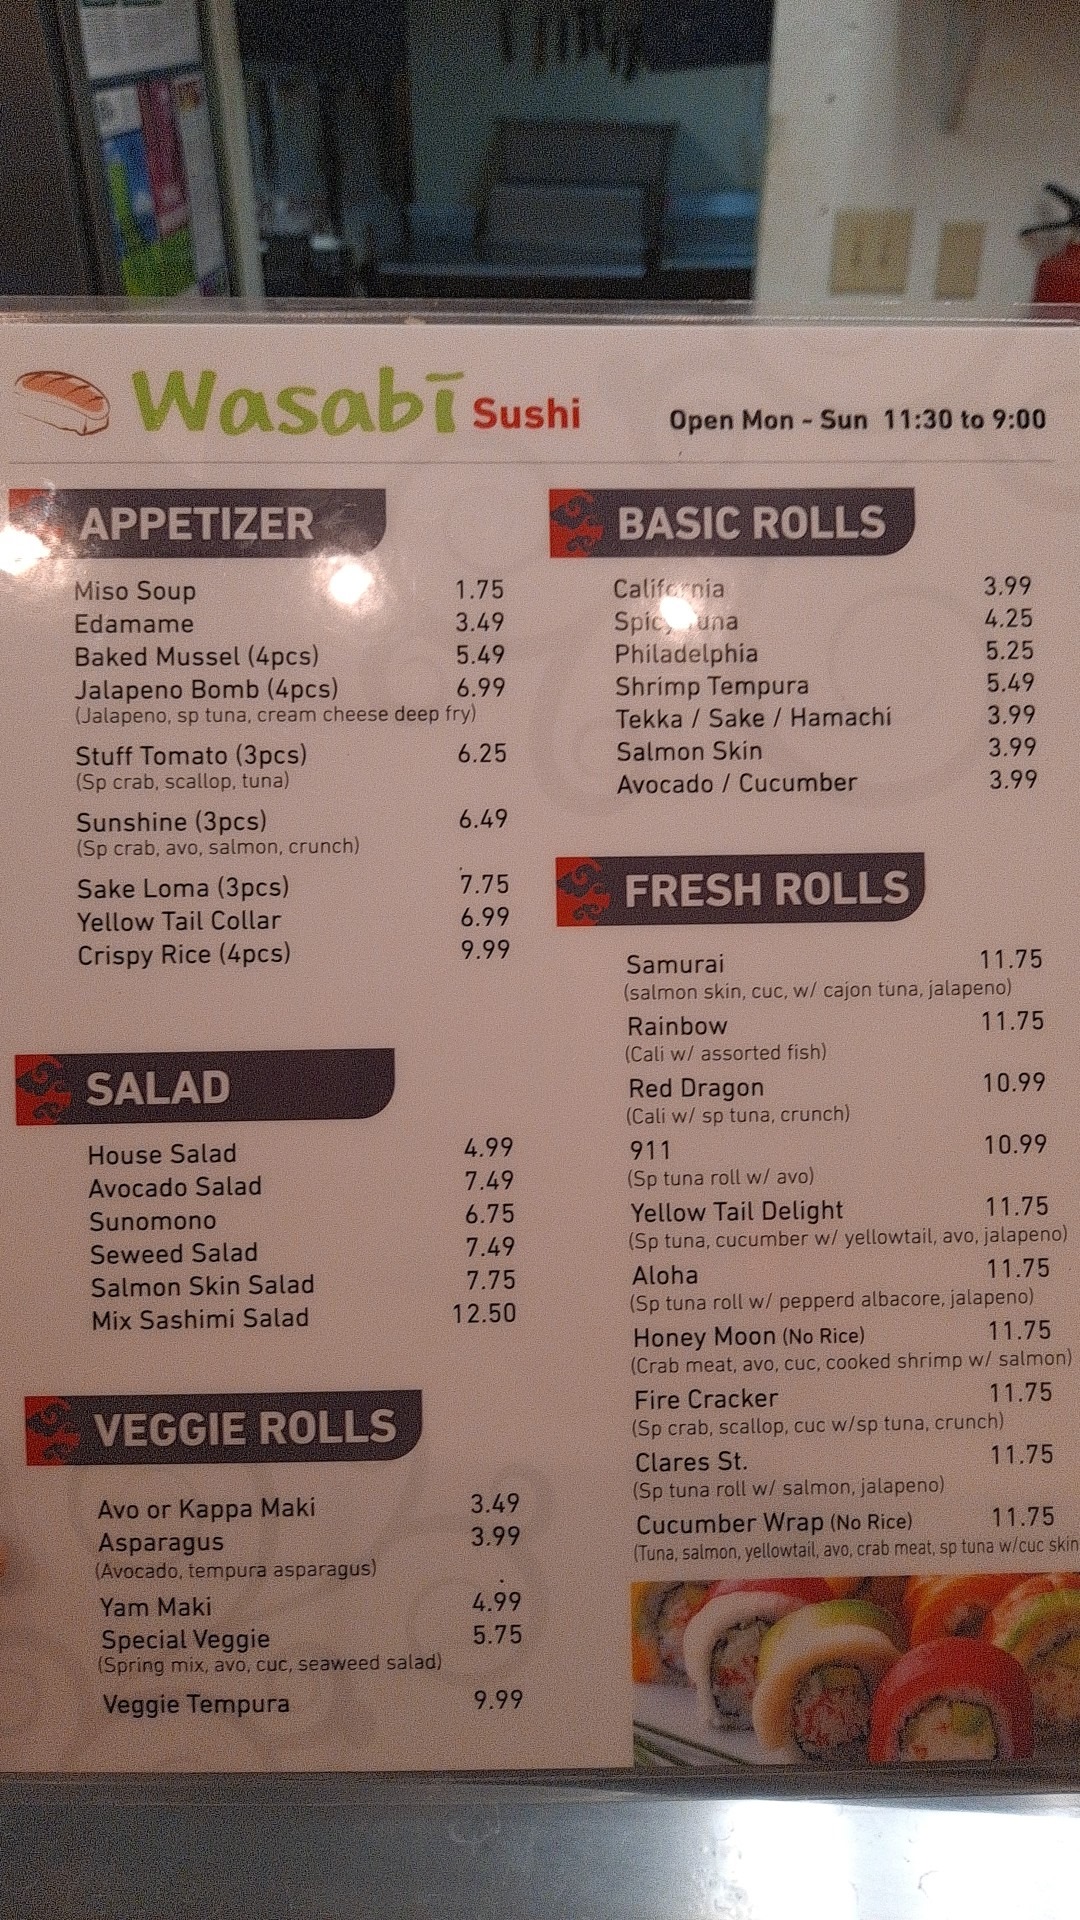 Wasabī Sushi
Open Mon ~ Sun 11:30 to 9:00
APPETIZER
Miso Soup 1.75
Edamame 3.49
Baked Mussel (4pcs) 5.49
Jalapeno Bomb (4pcs) 6.99
(Jalapeno, sp tuna, cream cheese deep fry)
Stuff Tomato (3pcs) 6.25
(Sp crab, scallop, tuna)
Sunshine (3pcs) 6.49
(Sp crab, avo, salmon, crunch)
Sake Loma (3pcs) 7.75
Yellow Tail Collar 6.99
Crispy Rice (4pcs) 9.99
SALAD
House Salad 4.99
Avocado Salad 7.49
Sunomono 6.75
Seweed Salad 7.49
Salmon Skin Salad 7.75
Mix Sashimi Salad 12.50
VEGGIE ROLLS
Avo or Kappa Maki 3.49
Asparagus 3.99
(Avocado, tempura asparagus)
Yam Maki 4.99
Special Veggie 5.75
(Spring mix, avo, cuc, seaweed salad)
Veggie Tempura 9.99
BASIC ROLLS
California 3.99
Spicy Tuna 4.25
Philadelphia 5.25
Shrimp Tempura 5.49
Tekka / Sake / Hamachi 3.99
Salmon Skin 3.99
Avocado / Cucumber 3.99
FRESH ROLLS
Samurai 11.75
(salmon skin, cuc, w/ cajon tuna, jalapeno)
Rainbow 11.75
(Cali w/ assorted fish)
Red Dragon 10.99
(Cali w/ sp tuna, crunch)
911 10.99
(Sp tuna roll w/ avo)
Yellow Tail Delight 11.75
(Sp tuna, cucumber w/ yellowtail, avo, jalapeno)
Aloha 11.75
(Sp tuna roll w/ pepperd albacore, jalapeno)
Honey Moon (No Rice) 11.75
(Crab meat, avo, cuc, cooked shrimp w/ salmon)
Fire Cracker 11.75
(Sp crab, scallop, cuc w/sp tuna, crunch)
Clares St. 11.75
(Sp tuna roll w/ salmon, jalapeno)
Cucumber Wrap (No Rice) 11.75
(Tuna, salmon, yellowtail, avo, crab meat, sp tuna w/cuc skin